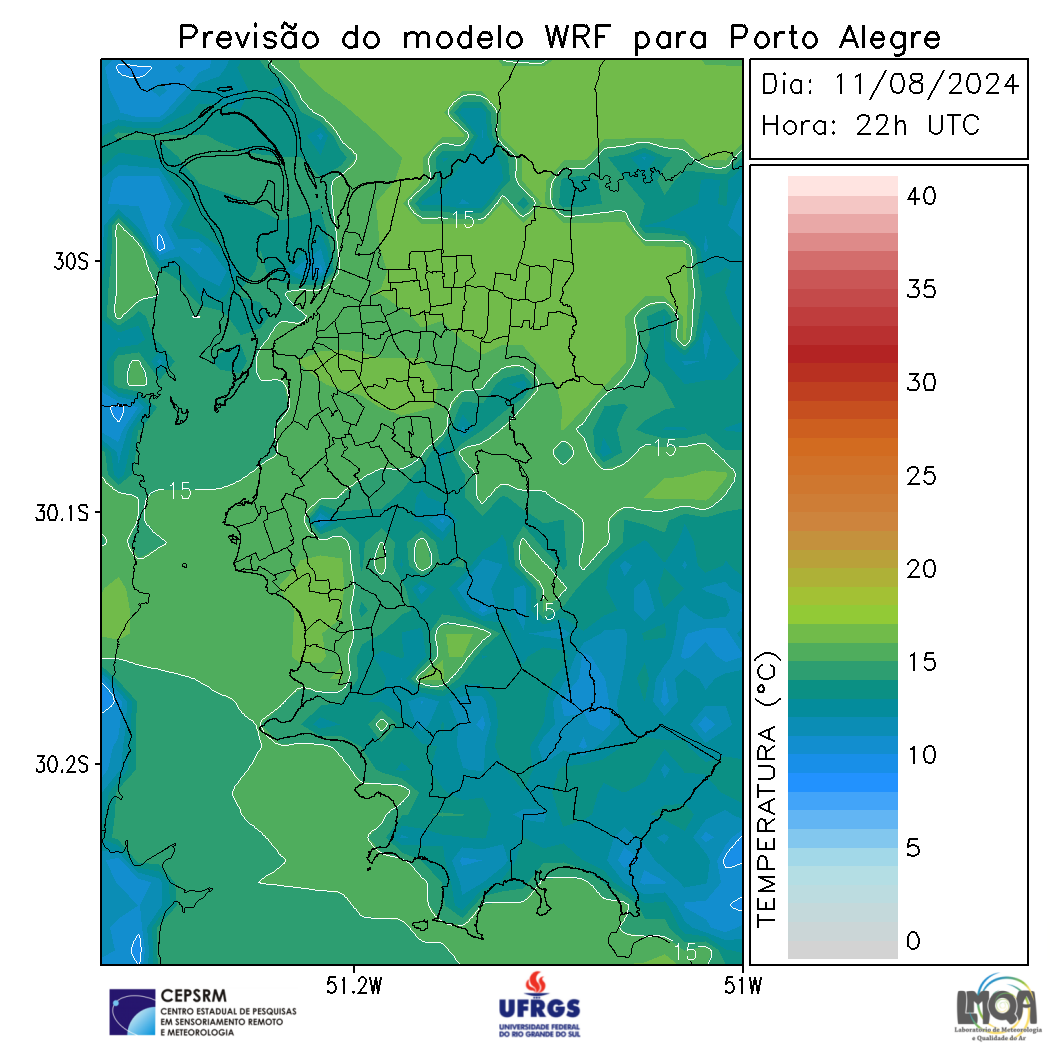 Previsão do modelo WRF para Porto Alegre
Dia: 11/08/2024
Hora: 22h UTC
40
35
30
25
20
15
10
5
0
TEMPERATURA (°C)
30S
30.1S
30.2S
51.2W
51W
15
15
15
15
15
CEPSRM
CENTRO ESTADUAL DE PESQUISAS
EM SENSORIAMENTO REMOTO
E METEOROLOGIA
UFRGS
UNIVERSIDADE FEDERAL
DO RIO GRANDE DO SUL
LMQA
Laboratório de Meteorologia
e Qualidade do Ar